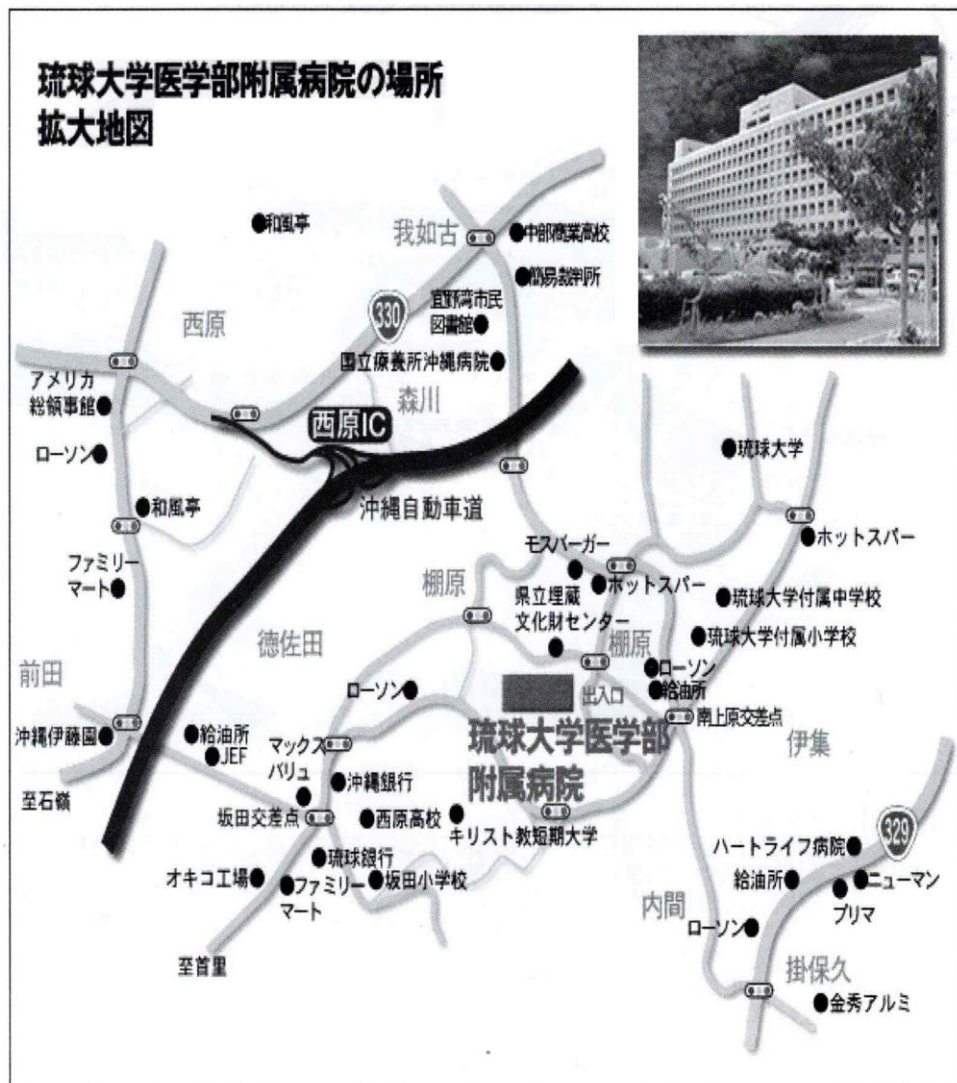 琉球大学医学部附属病院の場所
拡大地図
和風亭
我如古
中部商業高校
簡易裁判所
宜野湾市民
図書館
330
西原
国立療養所沖縄病院
アメリカ
総領事館
森川
西原IC
ローソン
琉球大学
和風亭
沖縄自動車道
ホットスパー
モスバーガー
ファミリー
マート
棚原
県立埋蔵
文化財センター
ホットスパー
琉球大学付属中学校
徳佐田
棚原
琉球大学付属小学校
前田
ローソン
ローソン
出入口
給油所
南上原交差点
沖縄伊藤園
給油所
JEF
マックス
バリュ
琉球大学医学部
附属病院
伊集
至石嶺
沖縄銀行
坂田交差点
西原高校
キリスト教短期大学
329
ハートライフ病院
琉球銀行
オキコ工場
ファミリー
マート
坂田小学校
給油所
ニューマン
プリマ
内間
ローソン
至首里
掛保久
金秀アルミ